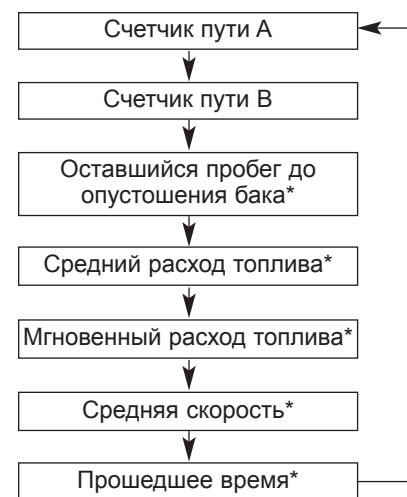 Счетчик пути А
Счетчик пути В
Оставшийся пробег до
опустошения бака*
Средний расход топлива*
Мгновенный расход топлива*
Средняя скорость*
Прошедшее время*